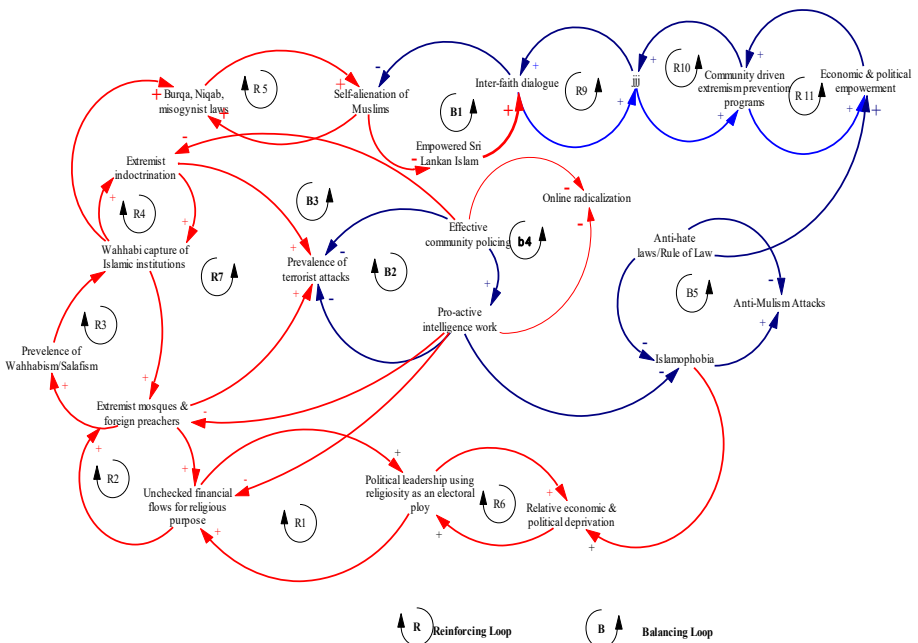 Burqa, Niqab,
misogynist laws
R 5
Self-alienation of
Muslims
B1
Inter-faith dialogue
R9
jjj
R10
Community driven
extremism prevention
programs
R 11
Economic & political
empowerment
Empowered Sri
Lankan Islam
Extremist
indoctrination
Online radicalization
B3
R4
Effective
community policing
b4
Anti-hate
laws/Rule of Law
Wahhabi capture of
Islamic institutions
R7
Prevalence of
terrorist attacks
B2
B5
Anti-Mulism Attacks
Pro-active
intelligence work
R3
Prevelence of
Wahhabism/Salafism
Islamophobia
Extremist mosques &
foreign preachers
R2
Unchecked financial
flows for religious
purpose
R1
Political leadership using
religiosity as an electoral
ploy
R6
Relative economic &
political deprivation
R
Reinforcing Loop
B
Balancing Loop